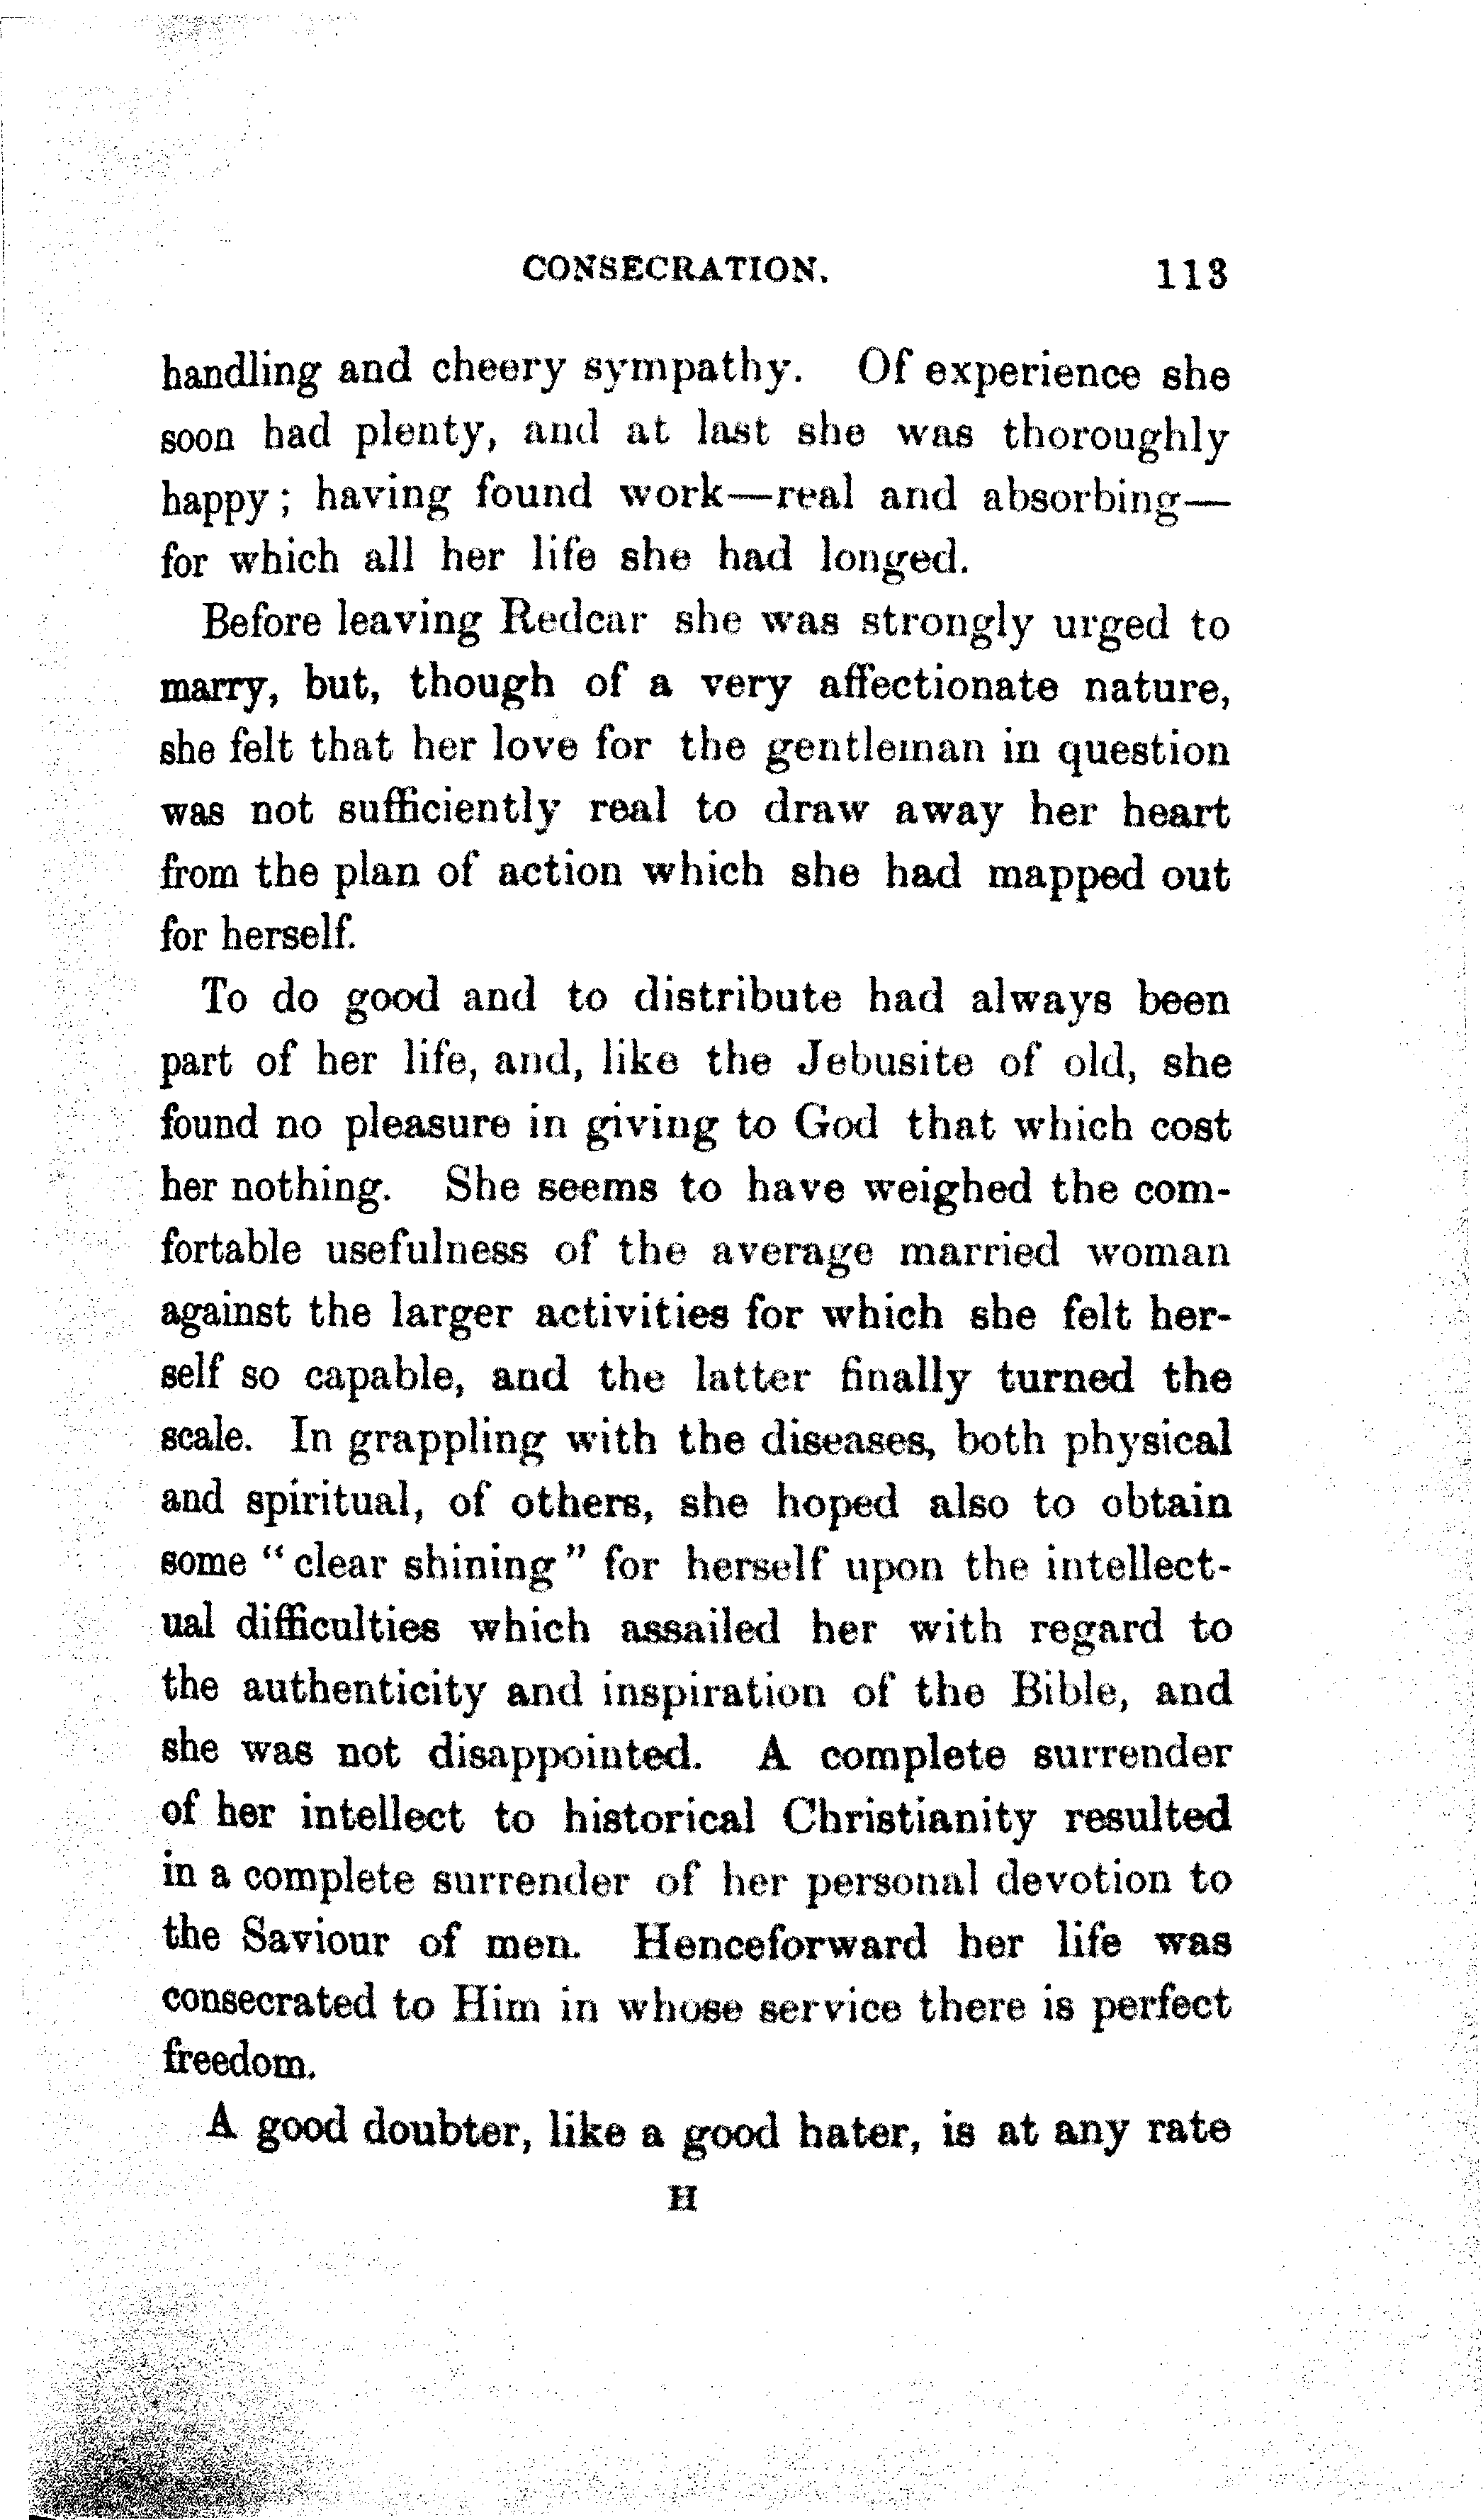 CONSECRATION. 113
handling and cheery sympathy. Of experience she
soon had plenty, and at last she was thoroughly
happy; having found work—real and absorbing—
for which all her life she had longed.
Before leaving Redcar she was strongly urged to
marry, but, though of a very affectionate nature,
she felt that her love for the gentleman in question
was not sufficiently real to draw away her heart
from the plan of action which she had mapped out
for herself.
To do good and to distribute had always been
part of her life, and, like the Jebusite of old, she
found no pleasure in giving to God that which cost
her nothing. She seems to have weighed the com-
fortable usefulness of the average married woman
against the larger activities for which she felt her-
self so capable, and the latter finally turned the
scale. In grappling with the diseases, both physical
and spiritual, of others, she hoped also to obtain
some "clear shining" for herself upon the intellect-
ual difficulties which assailed her with regard to
the authenticity and inspiration of the Bible, and
she was not disappointed. A complete surrender
of her intellect to historical Christianity resulted
in a complete surrender of her personal devotion to
the Saviour of men. Henceforward her life was
consecrated to Him in whose service there is perfect
freedom.
A good doubter, like a good hater, is at any rate
H